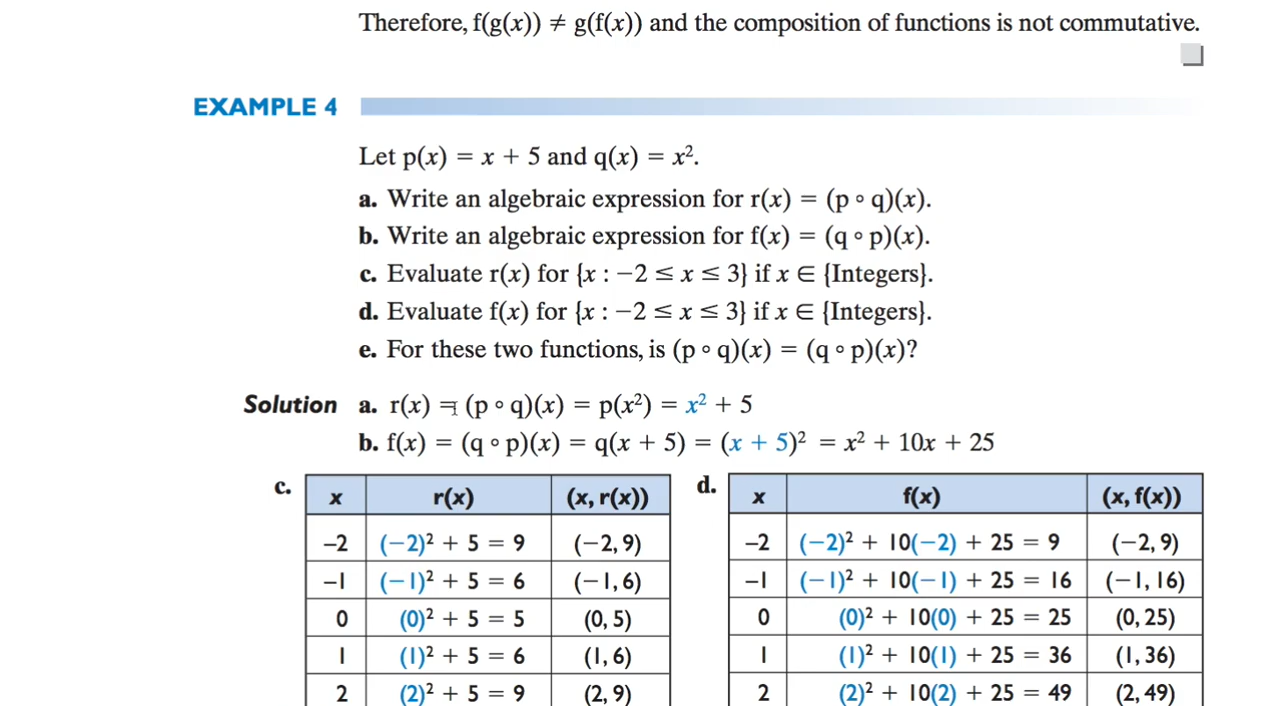 Therefore, f(g(x)) ≠ g(f(x)) and the composition of functions is not commutative.
EXAMPLE 4
Let p(x) = x + 5 and q(x) = x².
a. Write an algebraic expression for r(x) = (p ∘ q)(x).
b. Write an algebraic expression for f(x) = (q ∘ p)(x).
c. Evaluate r(x) for {x : −2 ≤ x ≤ 3} if x ∈ {Integers}.
d. Evaluate f(x) for {x : −2 ≤ x ≤ 3} if x ∈ {Integers}.
e. For these two functions, is (p ∘ q)(x) = (q ∘ p)(x)?
Solution a. r(x) = (p ∘ q)(x) = p(x²) = x² + 5
b. f(x) = (q ∘ p)(x) = q(x + 5) = (x + 5)² = x² + 10x + 25
c.
x r(x) (x, r(x))
−2 (−2)² + 5 = 9 (−2, 9)
−1 (−1)² + 5 = 6 (−1, 6)
0 (0)² + 5 = 5 (0, 5)
1 (1)² + 5 = 6 (1, 6)
2 (2)² + 5 = 9 (2, 9)
d.
x f(x) (x, f(x))
−2 (−2)² + 10(−2) + 25 = 9 (−2, 9)
−1 (−1)² + 10(−1) + 25 = 16 (−1, 16)
0 (0)² + 10(0) + 25 = 25 (0, 25)
1 (1)² + 10(1) + 25 = 36 (1, 36)
2 (2)² + 10(2) + 25 = 49 (2, 49)